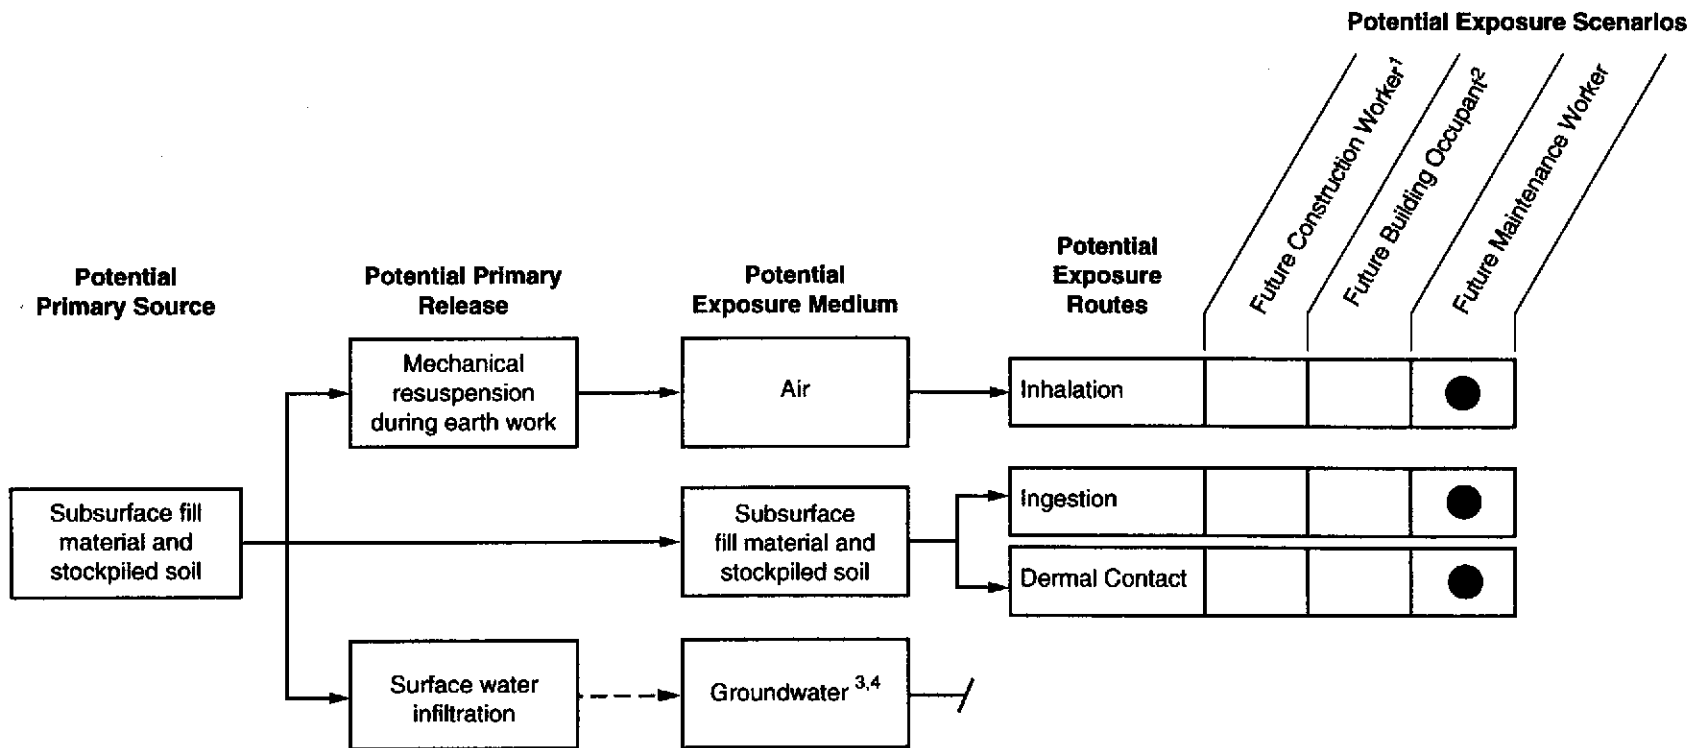 Potential Exposure Scenarios
Future Construction Worker¹
Future Building Occupant²
Future Maintenance Worker
Potential
Primary Source
Potential Primary
Release
Potential
Exposure Medium
Potential
Exposure
Routes
Mechanical
resuspension
during earth work
Air
Inhalation
Subsurface fill
material and
stockpiled soil
Subsurface
fill material and
stockpiled soil
Ingestion
Dermal Contact
Surface water
infiltration
Groundwater ³,⁴